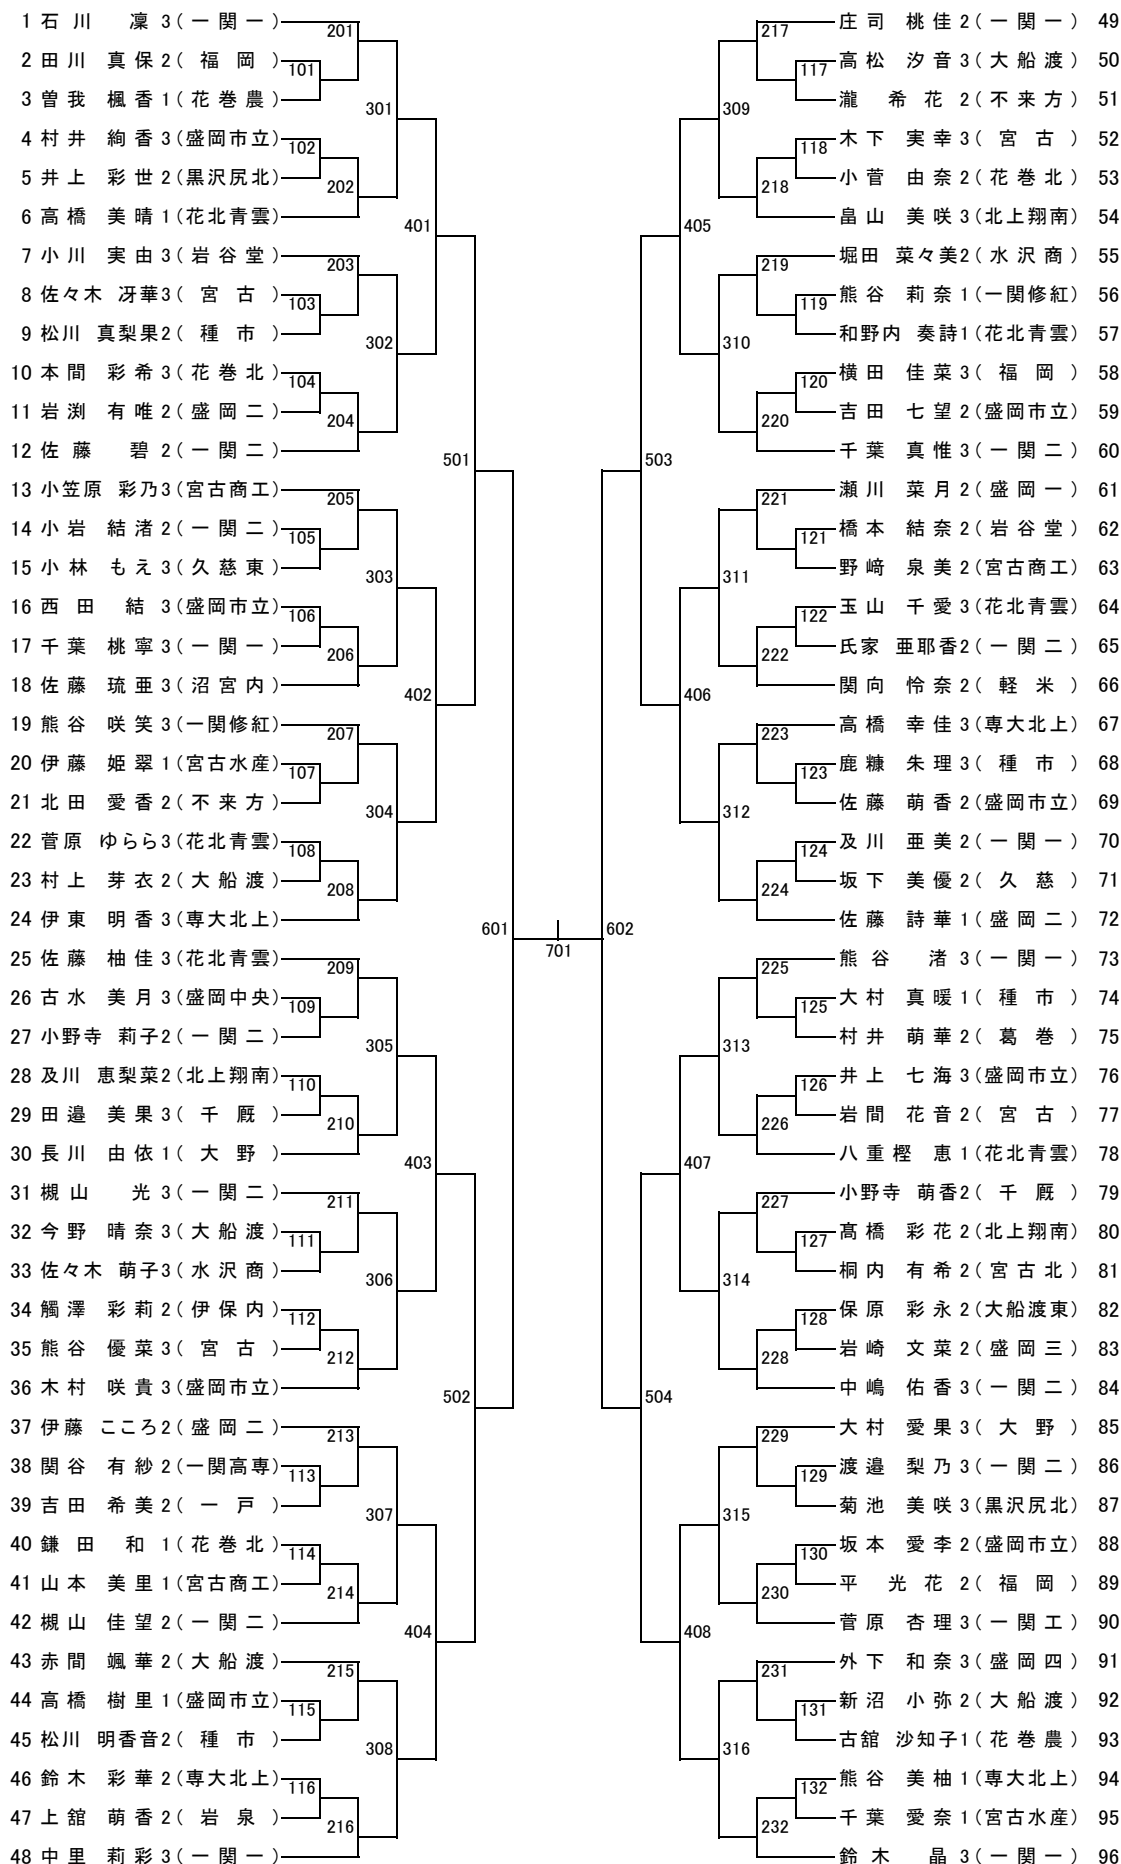 1 石川 凜 3 (一関一)
201
2 田川 真保 2 (福岡)
101
3 曽我 楓香 1 (花巻農)
301
4 村井 絢香 3 (盛岡市立)
102
5 井上 彩世 2 (黒沢尻北)
202
6 高橋 美晴 1 (花北青雲)
401
7 小川 実由 3 (岩谷堂)
203
8 佐々木 冴華 3 (宮古)
103
9 松川 真梨果 2 (種市)
302
10 本間 彩希 3 (花巻北)
104
11 岩渕 有唯 2 (盛岡二)
204
12 佐藤 碧 2 (一関二)
501
13 小笠原 彩乃 3 (宮古商工)
205
14 小岩 結渚 2 (一関二)
105
15 小林 もえ 3 (久慈東)
303
16 西田 結 3 (盛岡市立)
106
17 千葉 桃寧 3 (一関一)
206
18 佐藤 琉亜 3 (沼宮内)
402
19 熊谷 咲笑 3 (一関修紅)
207
20 伊藤 姫翠 1 (宮古水産)
107
21 北田 愛香 2 (不来方)
304
22 菅原 ゆらら 3 (花北青雲)
108
23 村上 芽衣 2 (大船渡)
208
24 伊東 明香 3 (専大北上)
601
25 佐藤 柚佳 3 (花北青雲)
209
26 古水 美月 3 (盛岡中央)
109
27 小野寺 莉子 2 (一関二)
305
28 及川 恵梨菜 2 (北上翔南)
110
29 田邉 美果 3 (千厩)
210
30 長川 由依 1 (大野)
403
31 槻山 光 3 (一関二)
211
32 今野 晴奈 3 (大船渡)
111
33 佐々木 萌子 3 (水沢商)
306
34 觸澤 彩莉 2 (伊保内)
112
35 熊谷 優菜 3 (宮古)
212
36 木村 咲貴 3 (盛岡市立)
502
37 伊藤 こころ 2 (盛岡二)
213
38 関谷 有紗 2 (一関高専)
113
39 吉田 希美 2 (一戸)
307
40 鎌田 和 1 (花巻北)
114
41 山本 美里 1 (宮古商工)
214
42 槻山 佳望 2 (一関二)
404
43 赤間 颯華 2 (大船渡)
215
44 高橋 樹里 1 (盛岡市立)
115
45 松川 明香音 2 (種市)
308
46 鈴木 彩華 2 (専大北上)
116
47 上舘 萌香 2 (岩泉)
216
48 中里 莉彩 3 (一関一)
701
217
庄司 桃佳 2 (一関一) 49
117
高松 汐音 3 (大船渡) 50
瀧 希花 2 (不来方) 51
309
118
木下 実幸 3 (宮古) 52
218
小菅 由奈 2 (花巻北) 53
畠山 美咲 3 (北上翔南) 54
405
219
堀田 菜々美 2 (水沢商) 55
119
熊谷 莉奈 1 (一関修紅) 56
和野内 奏詩 1 (花北青雲) 57
310
120
横田 佳菜 3 (福岡) 58
220
吉田 七望 2 (盛岡市立) 59
千葉 真惟 3 (一関二) 60
503
221
瀬川 菜月 2 (盛岡一) 61
121
橋本 結奈 2 (岩谷堂) 62
野﨑 泉美 2 (宮古商工) 63
311
122
玉山 千愛 3 (花北青雲) 64
222
氏家 亜耶香 2 (一関二) 65
関向 怜奈 2 (軽米) 66
406
223
高橋 幸佳 3 (専大北上) 67
123
鹿糠 朱理 3 (種市) 68
佐藤 萌香 2 (盛岡市立) 69
312
124
及川 亜美 2 (一関一) 70
224
坂下 美優 2 (久慈) 71
佐藤 詩華 1 (盛岡二) 72
602
225
熊谷 渚 3 (一関一) 73
125
大村 真暖 1 (種市) 74
村井 萌華 2 (葛巻) 75
313
126
井上 七海 3 (盛岡市立) 76
226
岩間 花音 2 (宮古) 77
八重樫 恵 1 (花北青雲) 78
407
227
小野寺 萌香 2 (千厩) 79
127
髙橋 彩花 2 (北上翔南) 80
桐内 有希 2 (宮古北) 81
314
128
保原 彩永 2 (大船渡東) 82
228
岩崎 文菜 2 (盛岡三) 83
中嶋 佑香 3 (一関二) 84
504
229
大村 愛果 3 (大野) 85
129
渡邉 梨乃 3 (一関二) 86
菊池 美咲 3 (黒沢尻北) 87
315
130
坂本 愛李 2 (盛岡市立) 88
230
平 光花 2 (福岡) 89
菅原 杏理 3 (一関工) 90
408
231
外下 和奈 3 (盛岡四) 91
131
新沼 小弥 2 (大船渡) 92
古舘 沙知子 1 (花巻農) 93
316
132
熊谷 美柚 1 (専大北上) 94
232
千葉 愛奈 1 (宮古水産) 95
鈴木 晶 3 (一関一) 96